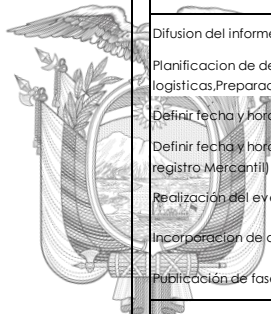 Difusion del informe
Planificacion de de
logisticas,Preparac
Definir fecha y hora
Definir fecha y hora
registro Mercantil)
Realización del eve
Incorporacion de c
Publicación de fase